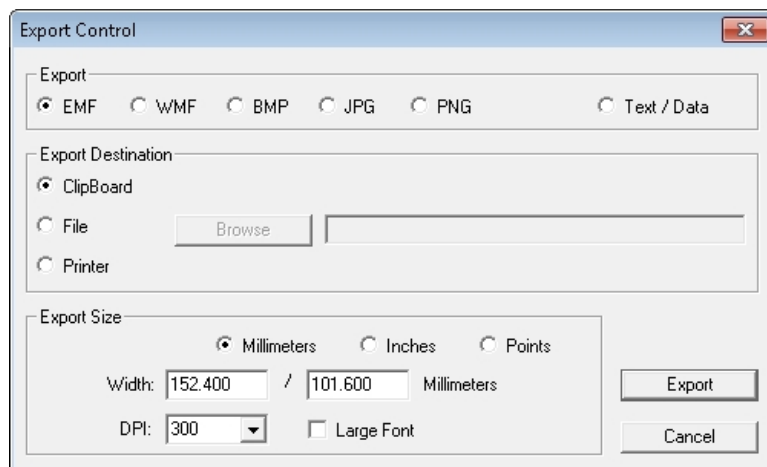 Export Control
Export
EMF WMF BMP JPG PNG Text / Data
Export Destination
ClipBoard
File Browse
Printer
Export Size
Millimeters Inches Points
Width: 152.400 / 101.600 Millimeters Export
DPI: 300 Large Font Cancel